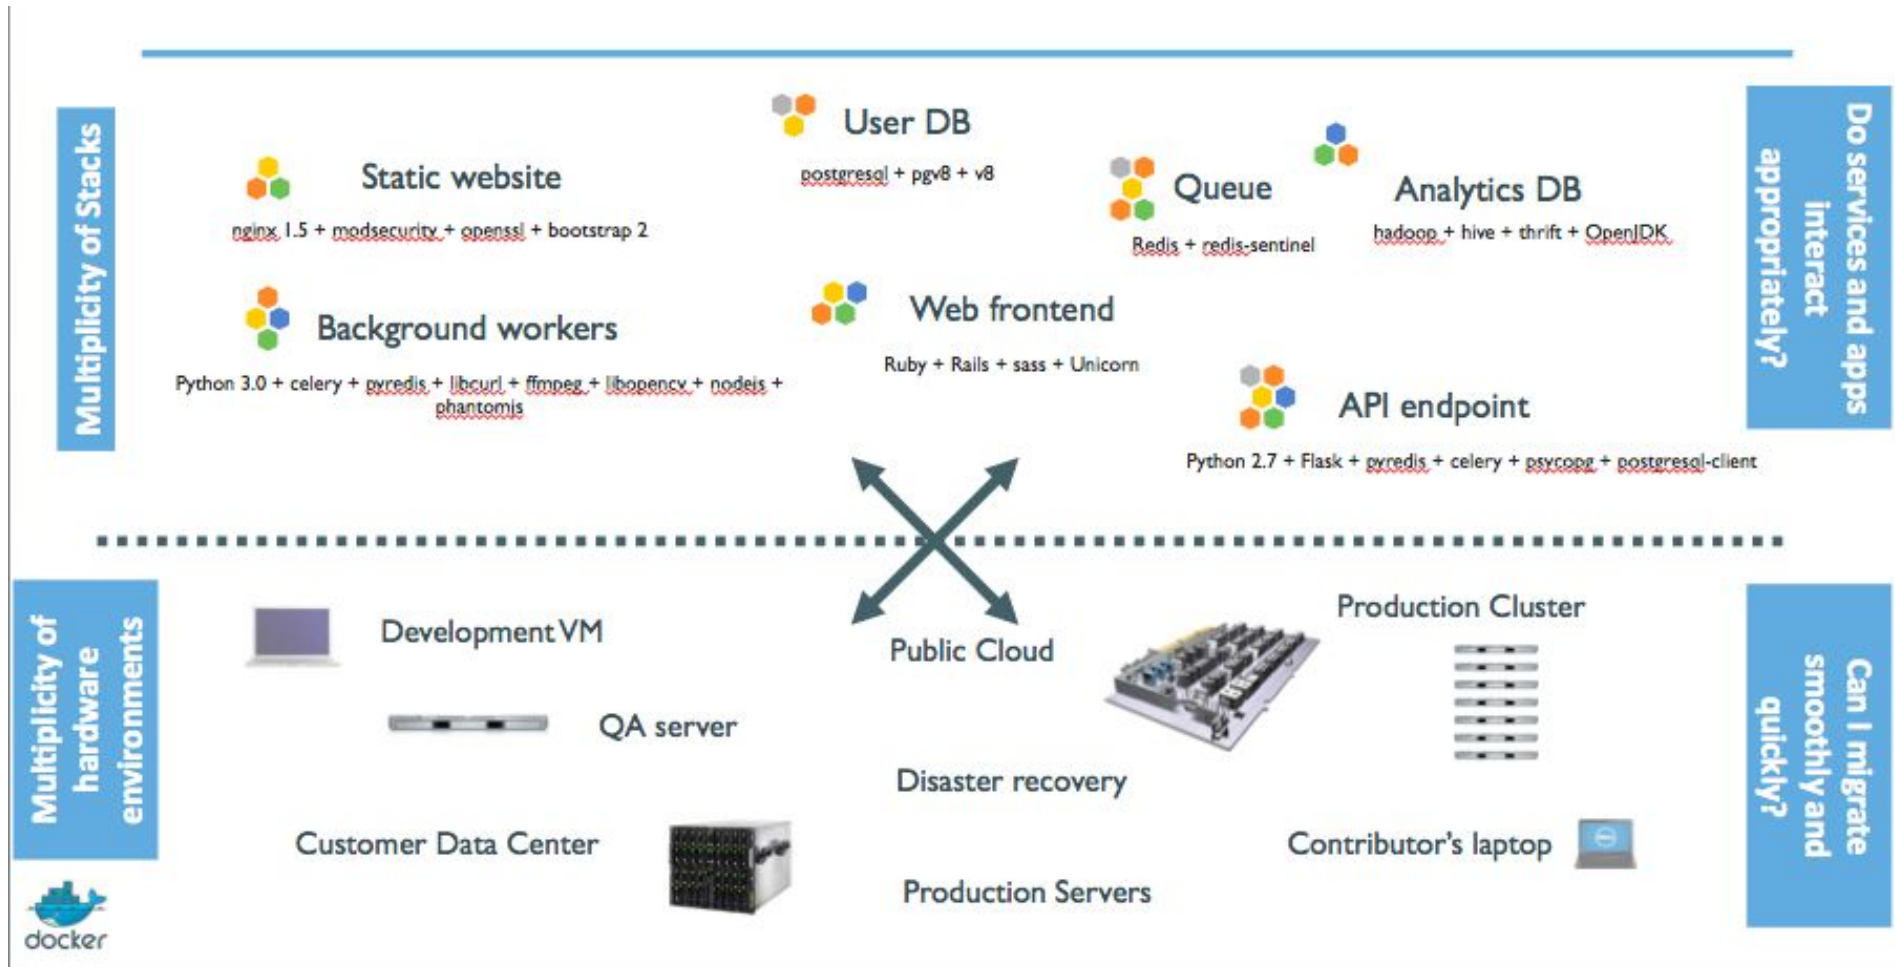 Multiplicity of Stacks
Static website
nginx 1.5 + modsecurity + openssl + bootstrap 2
User DB
postgresql + pgv8 + v8
Queue
Redis + redis-sentinel
Analytics DB
hadoop + hive + thrift + OpenJDK
Background workers
Python 3.0 + celery + pyredis + libcurl + ffmpeg + libopencv + nodejs +
phantomjs
Web frontend
Ruby + Rails + sass + Unicorn
API endpoint
Python 2.7 + Flask + pyredis + celery + psycopg + postgresql-client
Do services and apps
interact
appropriately?
Multiplicity of
hardware
environments
Development VM
QA server
Customer Data Center
Public Cloud
Disaster recovery
Production Servers
Production Cluster
Contributor's laptop
Can I migrate
smoothly and
quickly?
docker